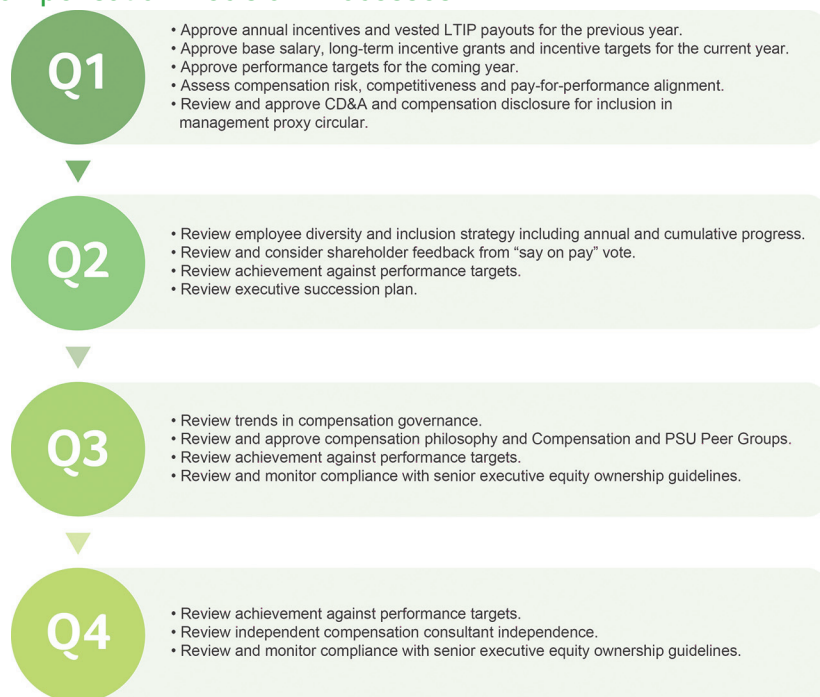 Q1
• Approve annual incentives and vested LTIP payouts for the previous year.
• Approve base salary, long-term incentive grants and incentive targets for the current year.
• Approve performance targets for the coming year.
• Assess compensation risk, competitiveness and pay-for-performance alignment.
• Review and approve CD&A and compensation disclosure for inclusion in
management proxy circular.
Q2
• Review employee diversity and inclusion strategy including annual and cumulative progress.
• Review and consider shareholder feedback from “say on pay” vote.
• Review achievement against performance targets.
• Review executive succession plan.
Q3
• Review trends in compensation governance.
• Review and approve compensation philosophy and Compensation and PSU Peer Groups.
• Review achievement against performance targets.
• Review and monitor compliance with senior executive equity ownership guidelines.
Q4
• Review achievement against performance targets.
• Review independent compensation consultant independence.
• Review and monitor compliance with senior executive equity ownership guidelines.